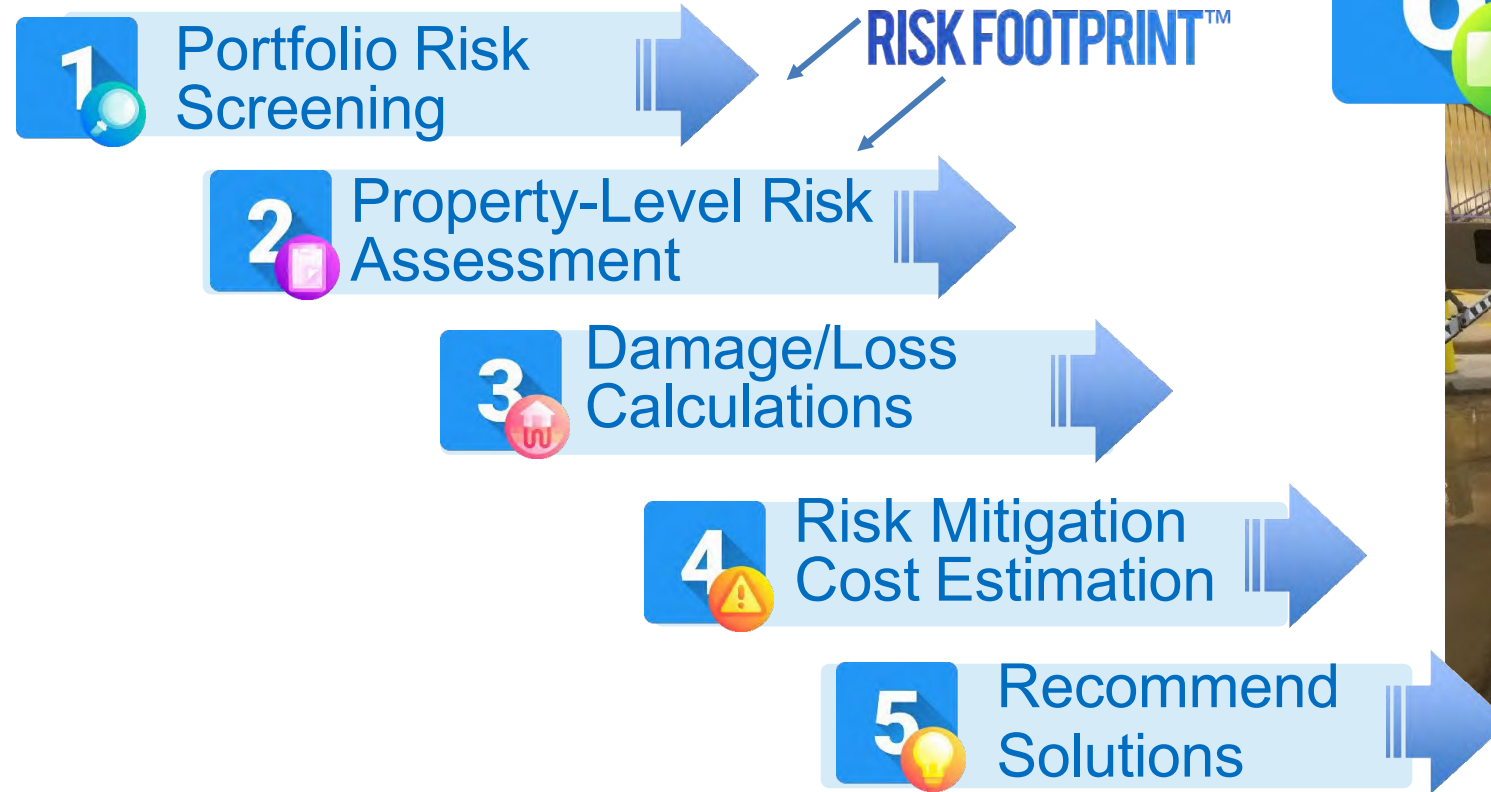 1
Portfolio Risk
Screening
RISK FOOTPRINT™
2
Property-Level Risk
Assessment
3
Damage/Loss
Calculations
4
Risk Mitigation
Cost Estimation
5
Recommend
Solutions